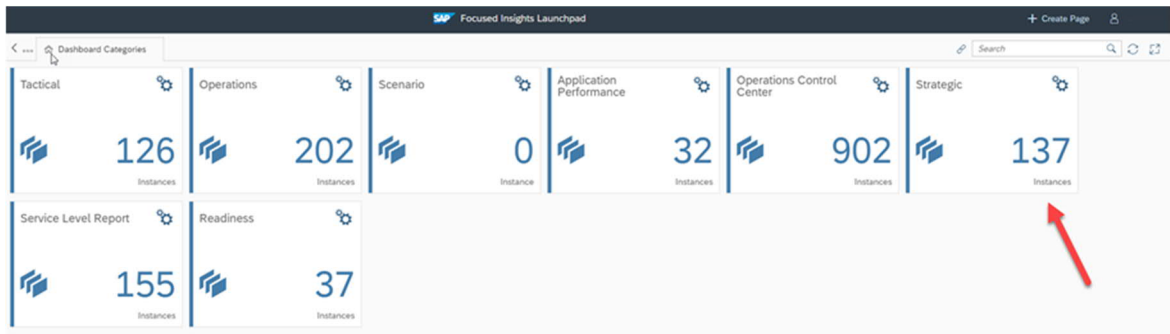 SAP Focused Insights Launchpad
+ Create Page
Dashboard Categories
Search
Tactical
126
Instances
Operations
202
Instances
Scenario
0
Instance
Application
Performance
32
Instances
Operations Control
Center
902
Instances
Strategic
137
Instances
Service Level Report
155
Instances
Readiness
37
Instances